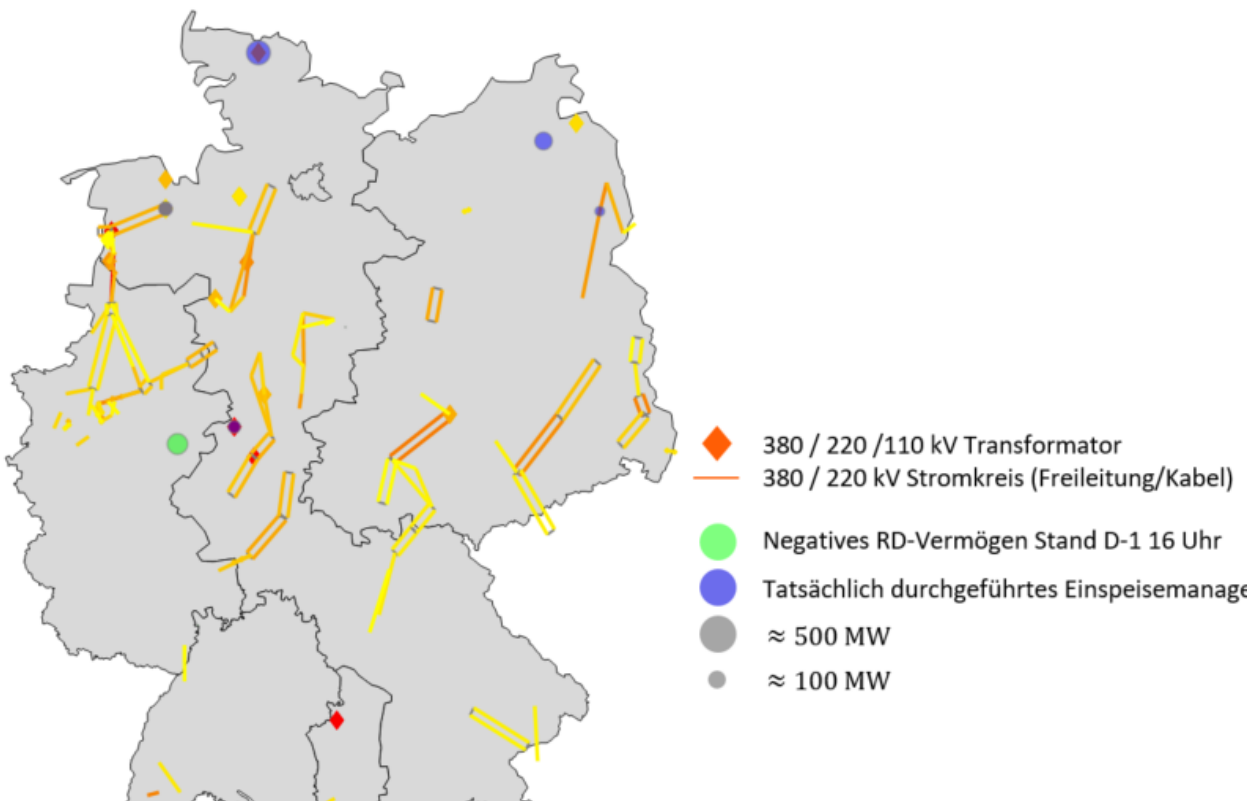 380 / 220 /110 kV Transformator
380 / 220 kV Stromkreis (Freileitung/Kabel)
Negatives RD-Vermögen Stand D-1 16 Uhr
Tatsächlich durchgeführtes Einspeisemanage
≈ 500 MW
≈ 100 MW